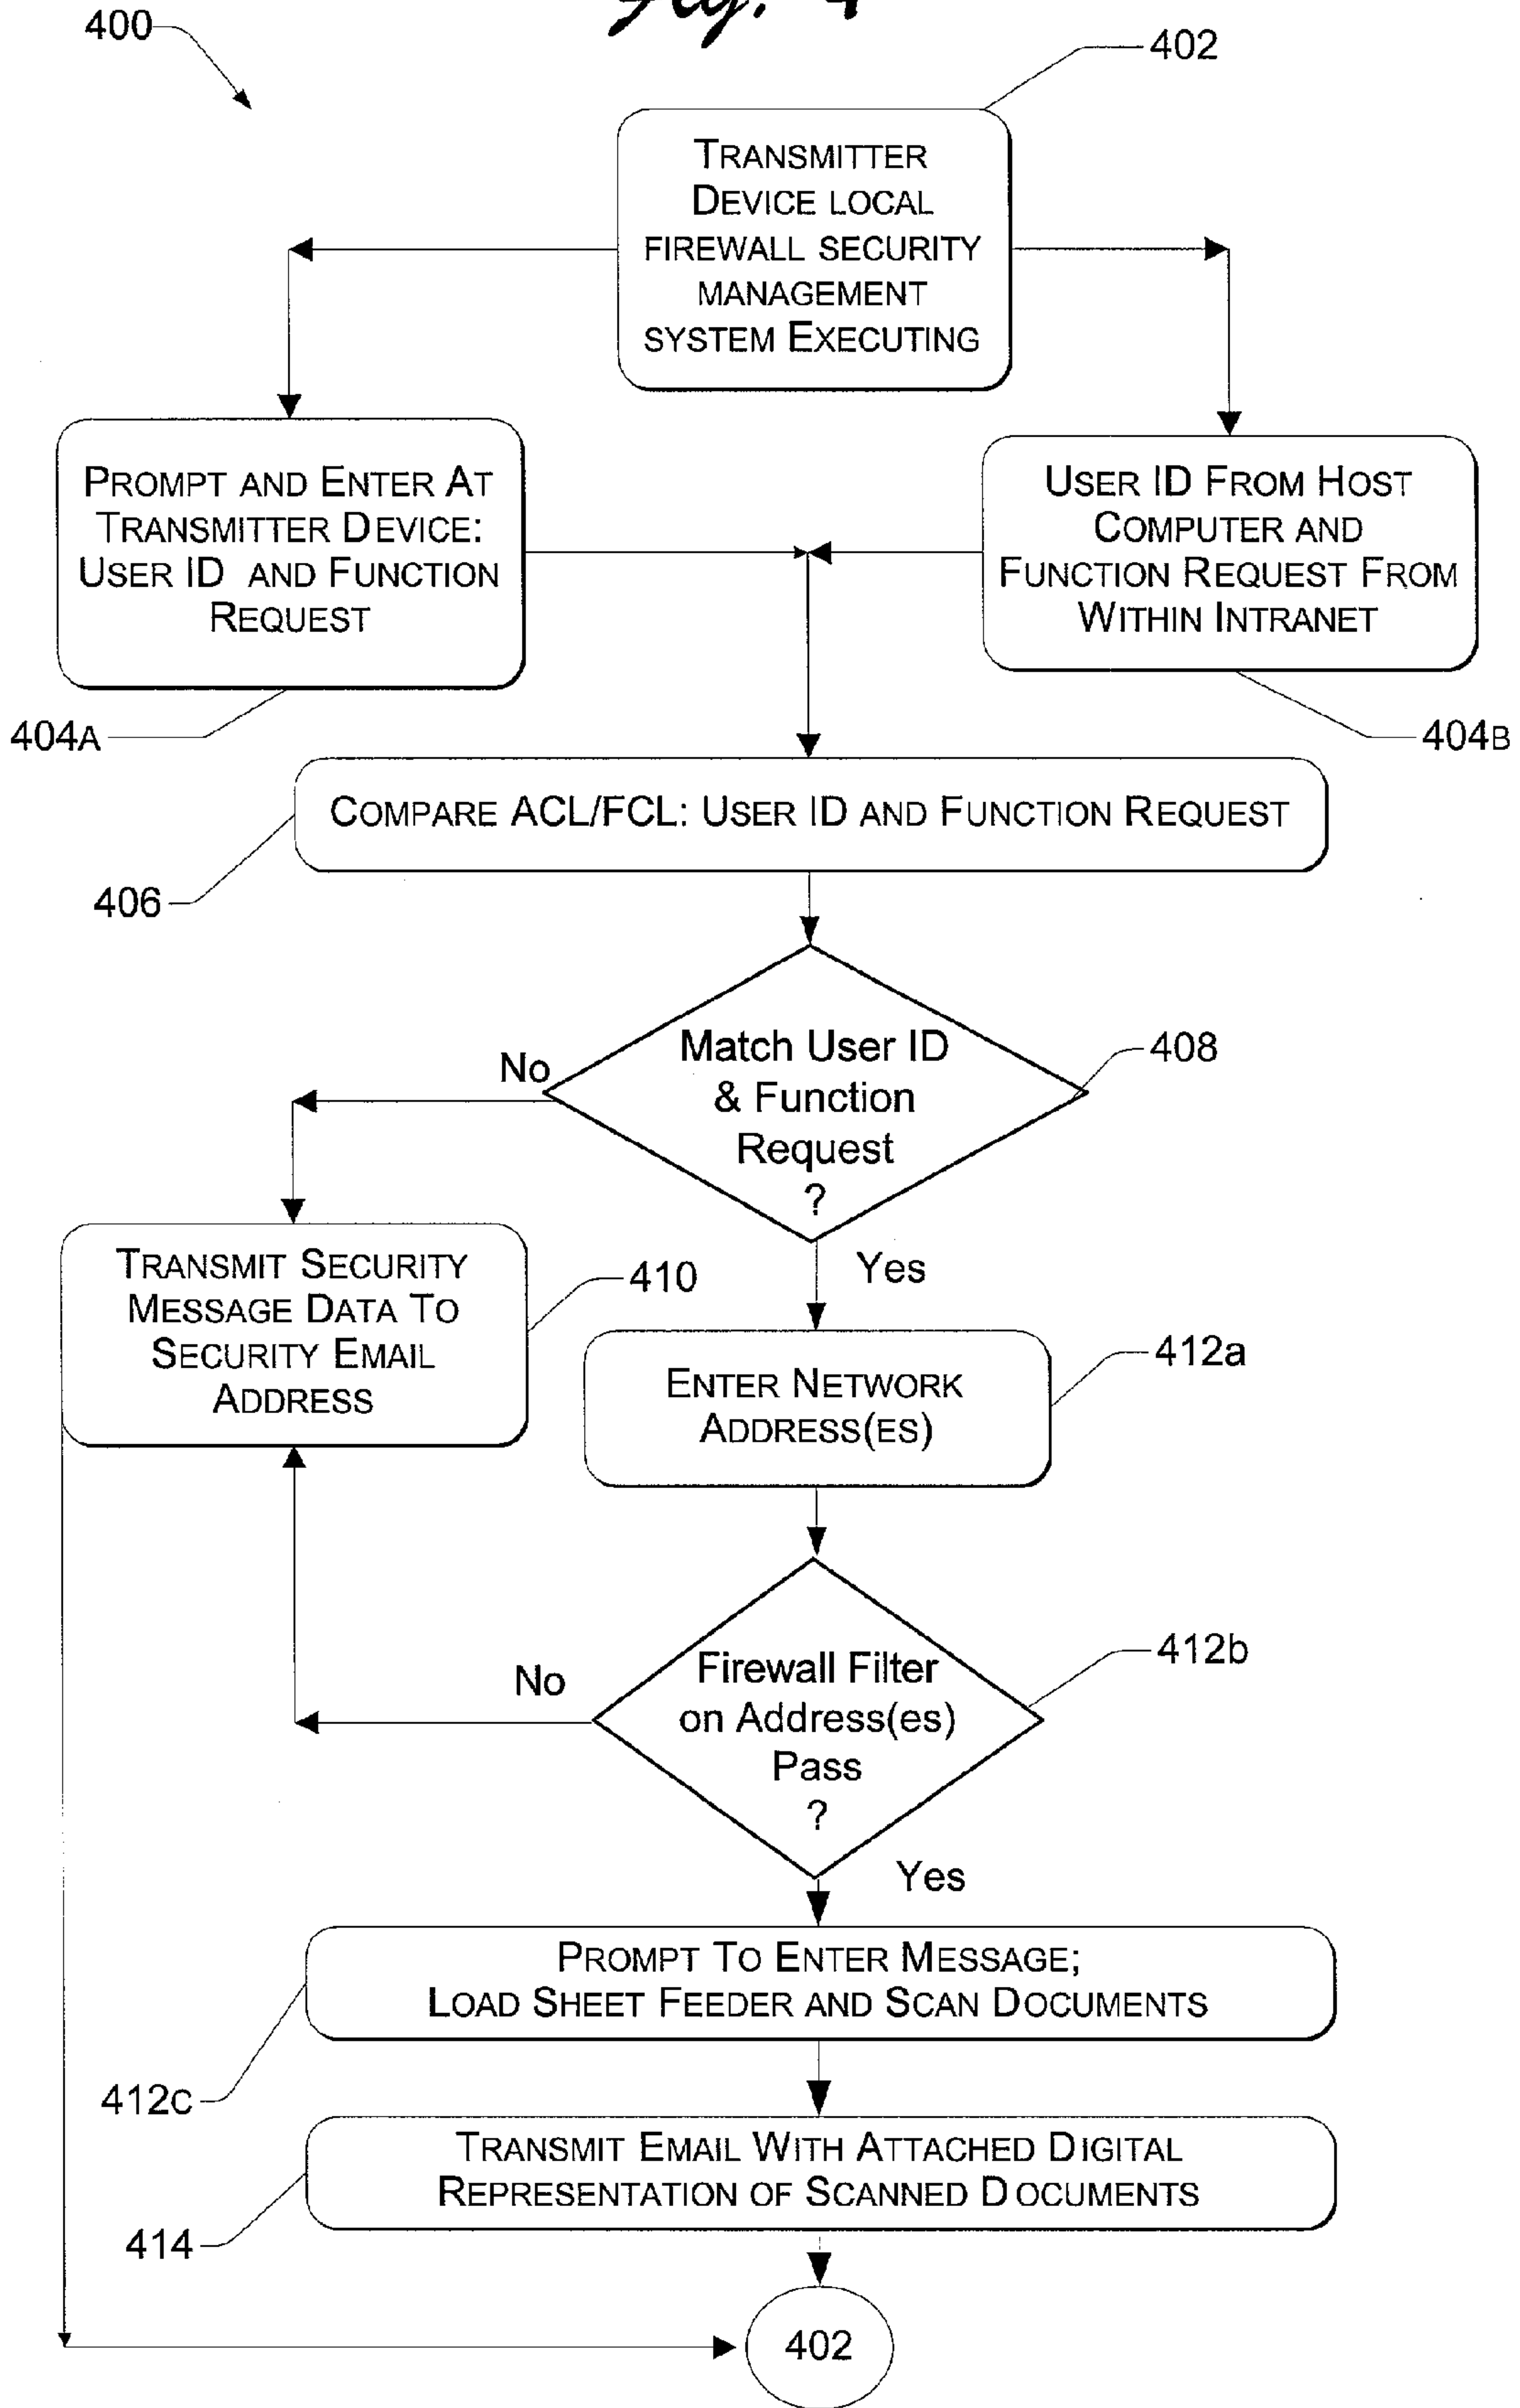 Fig. 4
400
402
TRANSMITTER
DEVICE LOCAL
FIREWALL SECURITY
MANAGEMENT
SYSTEM EXECUTING
PROMPT AND ENTER AT
TRANSMITTER DEVICE:
USER ID AND FUNCTION
REQUEST
USER ID FROM HOST
COMPUTER AND
FUNCTION REQUEST FROM
WITHIN INTRANET
404A
404B
COMPARE ACL/FCL: USER ID AND FUNCTION REQUEST
406
Match User ID
& Function
Request
?
408
No
Yes
TRANSMIT SECURITY
MESSAGE DATA TO
SECURITY EMAIL
ADDRESS
410
ENTER NETWORK
ADDRESS(ES)
412a
Firewall Filter
on Address(es)
Pass
?
412b
No
Yes
PROMPT TO ENTER MESSAGE;
LOAD SHEET FEEDER AND SCAN DOCUMENTS
412C
TRANSMIT EMAIL WITH ATTACHED DIGITAL
REPRESENTATION OF SCANNED DOCUMENTS
414
402